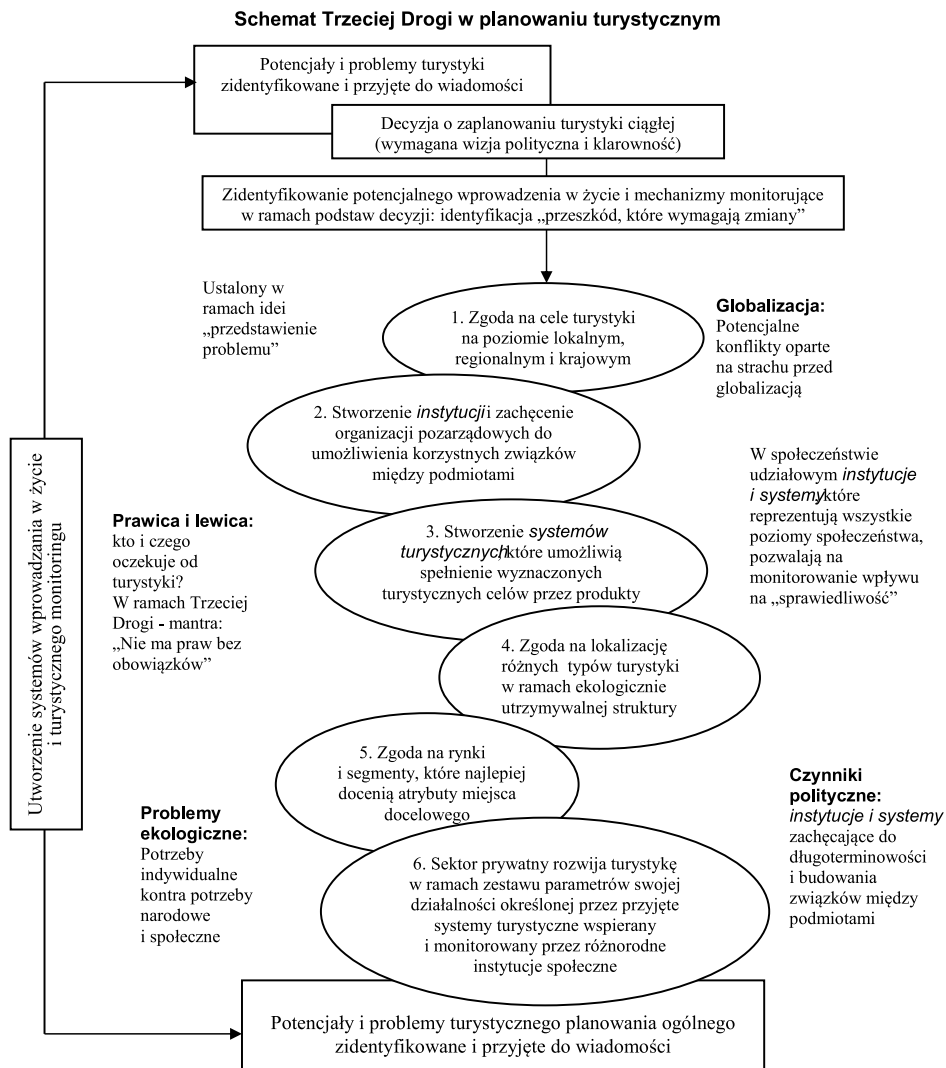 Schemat Trzeciej Drogi w planowaniu turystycznym
Potencjały i problemy turystyki
zidentyfikowane i przyjęte do wiadomości
Decyzja o zaplanowaniu turystyki ciągłej
(wymagana wizja polityczna i klarowność)
Zidentyfikowanie potencjalnego wprowadzenia w życie i mechanizmy monitorujące
w ramach podstaw decyzji: identyfikacja „przeszkód, które wymagają zmiany”
Ustalony w
ramach idei
„przedstawienie
problemu”
1. Zgoda na cele turystyki
na poziomie lokalnym,
regionalnym i krajowym
Globalizacja:
Potencjalne
konflikty oparte
na strachu przed
globalizacją
2. Stworzenie instytucji i zachęcenie
organizacji pozarządowych do
umożliwienia korzystnych związków
między podmiotami
W społeczeństwie
udziałowym instytucje
i systemy, które
reprezentują wszystkie
poziomy społeczeństwa,
pozwalają na
monitorowanie wpływu
na „sprawiedliwość”
Prawica i lewica:
kto i czego
oczekuje od
turystyki?
W ramach Trzeciej
Drogi - mantra:
„Nie ma praw bez
obowiązków”
3. Stworzenie systemów
turystycznych, które umożliwią
spełnienie wyznaczonych
turystycznych celów przez produkty
4. Zgoda na lokalizację
różnych typów turystyki
w ramach ekologicznie
utrzymywalnej struktury
Utworzenie systemów wprowadzania w życie
i turystycznego monitoringu
5. Zgoda na rynki
i segmenty, które najlepiej
docenią atrybuty miejsca
docelowego
Problemy
ekologiczne:
Potrzeby
indywidualne
kontra potrzeby
narodowe
i społeczne
Czynniki
polityczne:
instytucje i systemy
zachęcające do
długoterminowości
i budowania
związków między
podmiotami
6. Sektor prywatny rozwija turystykę
w ramach zestawu parametrów swojej
działalności określonej przez przyjęte
systemy turystyczne wspierany
i monitorowany przez różnorodne
instytucje społeczne
Potencjały i problemy turystycznego planowania ogólnego
zidentyfikowane i przyjęte do wiadomości